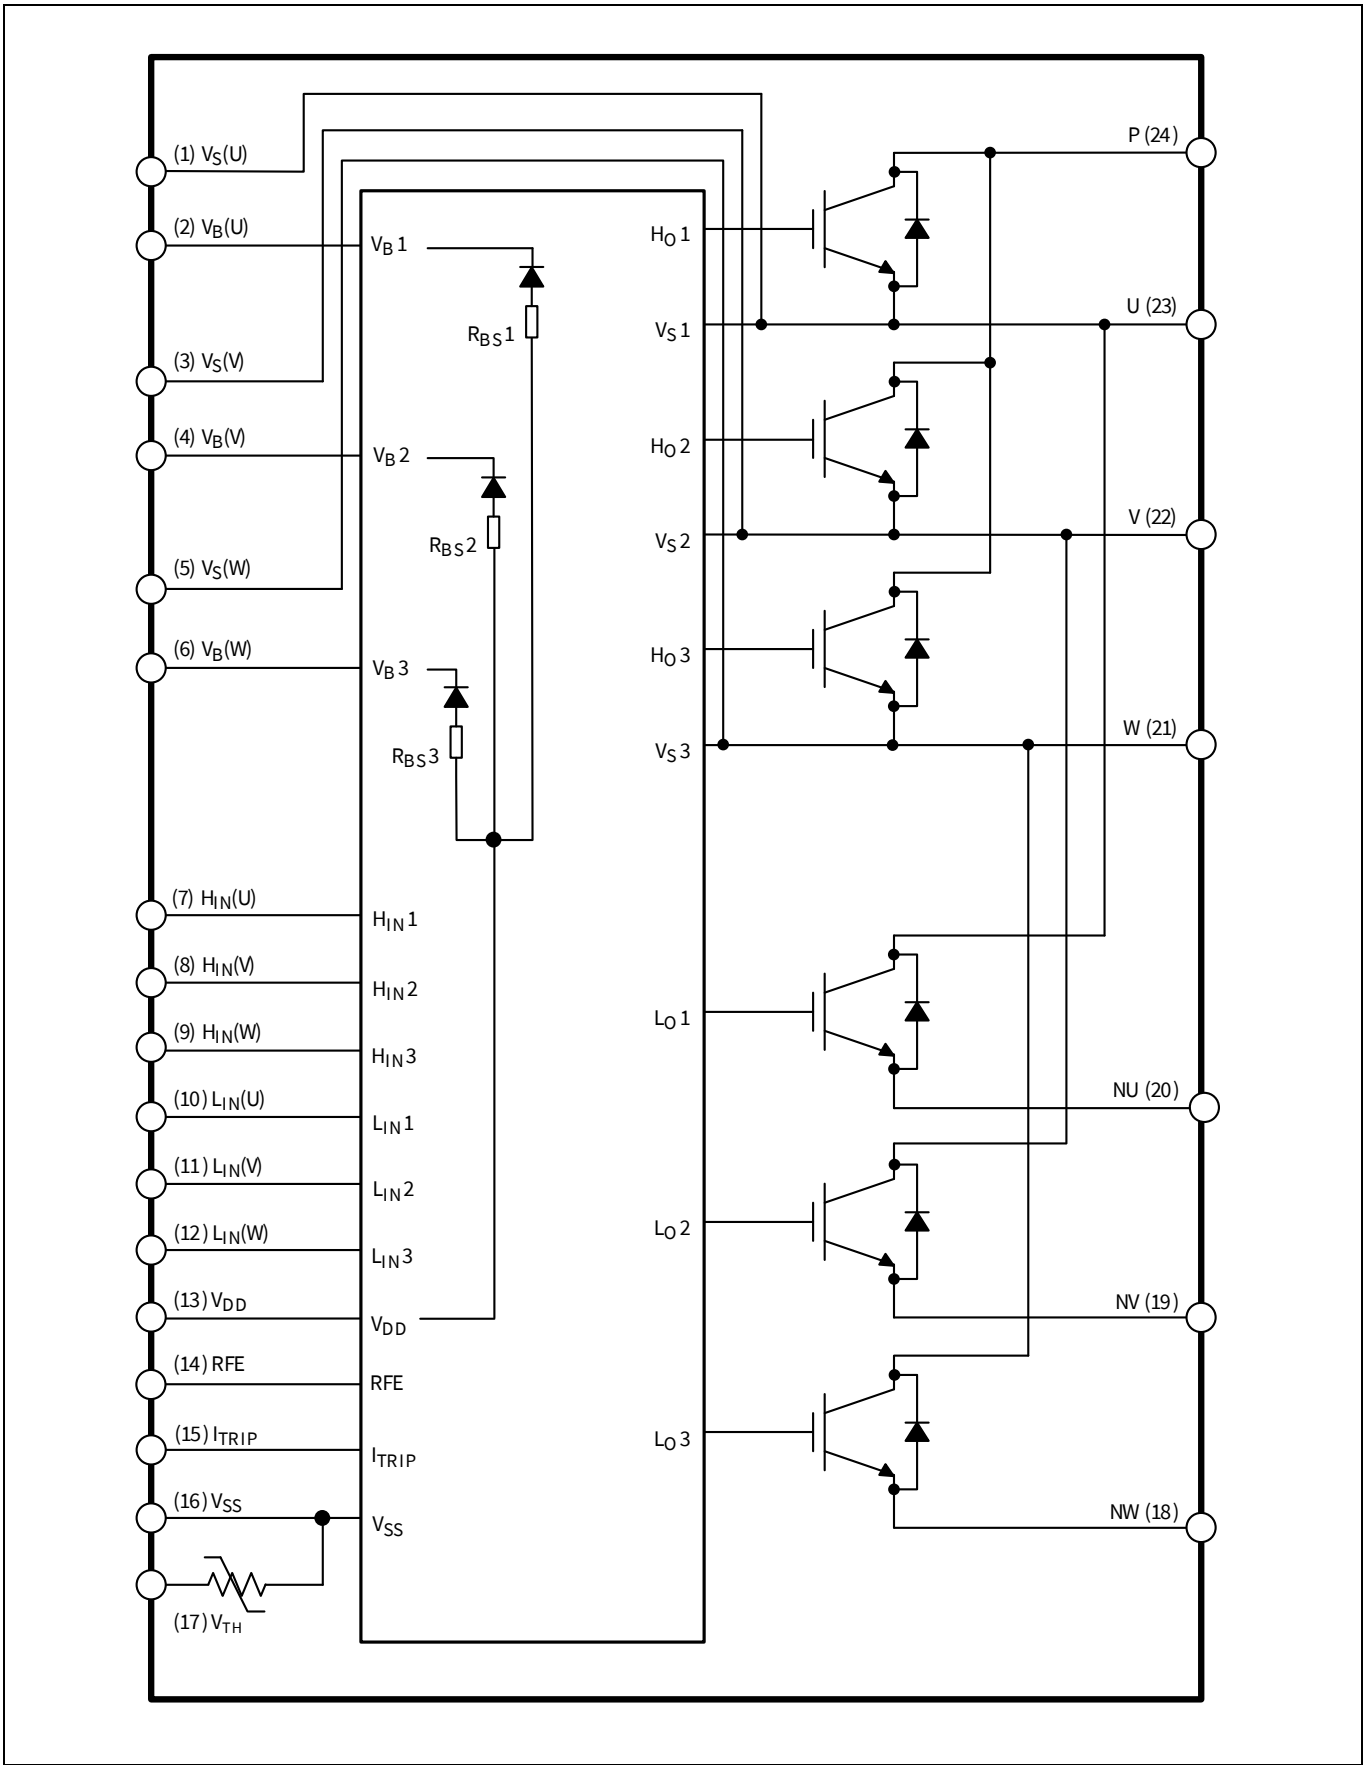 (1) VS(U)
(2) VB(U)
(3) VS(V)
(4) VB(V)
(5) VS(W)
(6) VB(W)
(7) HIN(U)
(8) HIN(V)
(9) HIN(W)
(10) LIN(U)
(11) LIN(V)
(12) LIN(W)
(13) VDD
(14) RFE
(15) ITRIP
(16) VSS
(17) VTH
VB1
RBS1
VB2
RBS2
VB3
RBS3
HIN1
HIN2
HIN3
LIN1
LIN2
LIN3
VDD
RFE
ITRIP
VSS
HO1
VS1
HO2
VS2
HO3
VS3
LO1
LO2
LO3
P (24)
U (23)
V (22)
W (21)
NU (20)
NV (19)
NW (18)